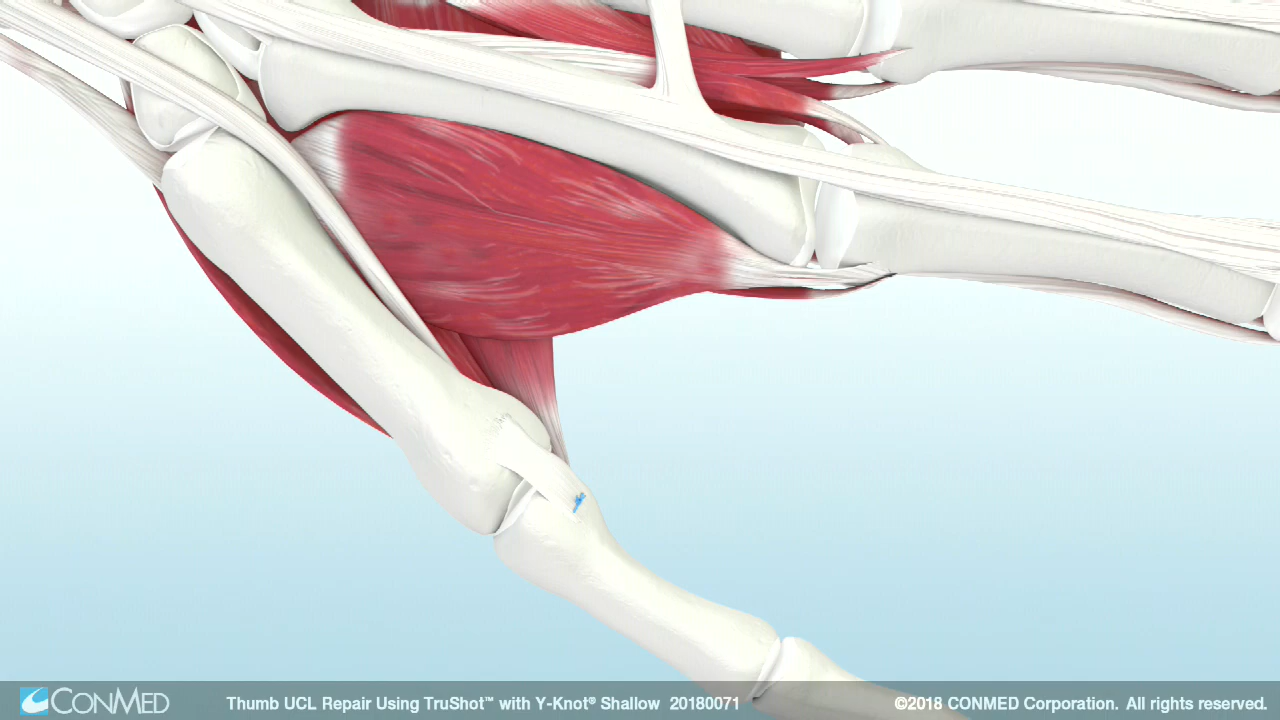 CONMED
Thumb UCL Repair Using TruShot™ with Y-Knot® Shallow 20180071
©2018 CONMED Corporation. All rights reserved.